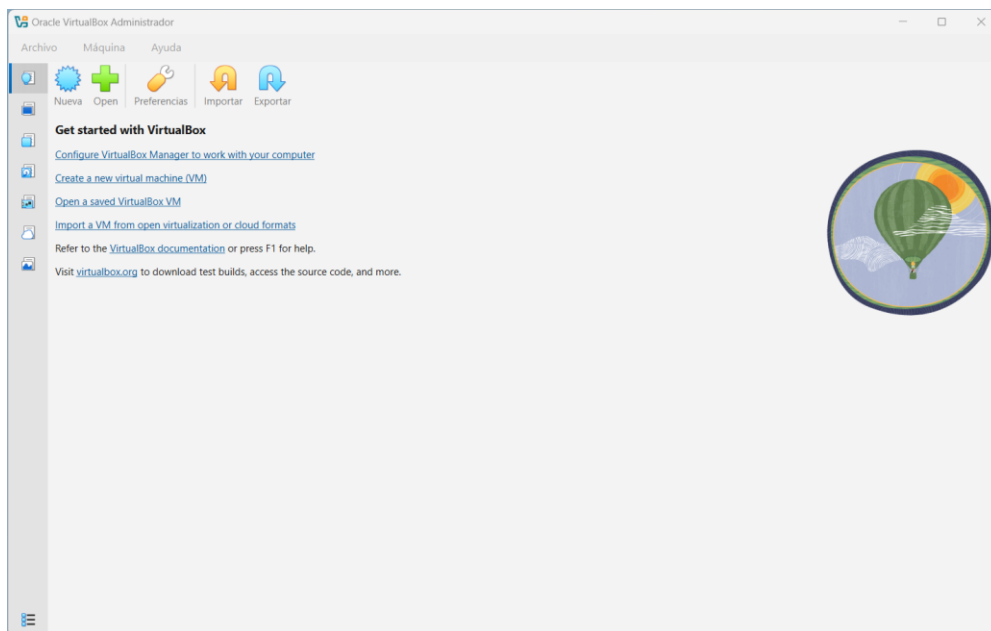 Oracle VirtualBox Administrador
Archivo Máquina Ayuda
Nueva Open Preferencias Importar Exportar
Get started with VirtualBox
Configure VirtualBox Manager to work with your computer
Create a new virtual machine (VM)
Open a saved VirtualBox VM
Import a VM from open virtualization or cloud formats
Refer to the VirtualBox documentation or press F1 for help.
Visit virtualbox.org to download test builds, access the source code, and more.